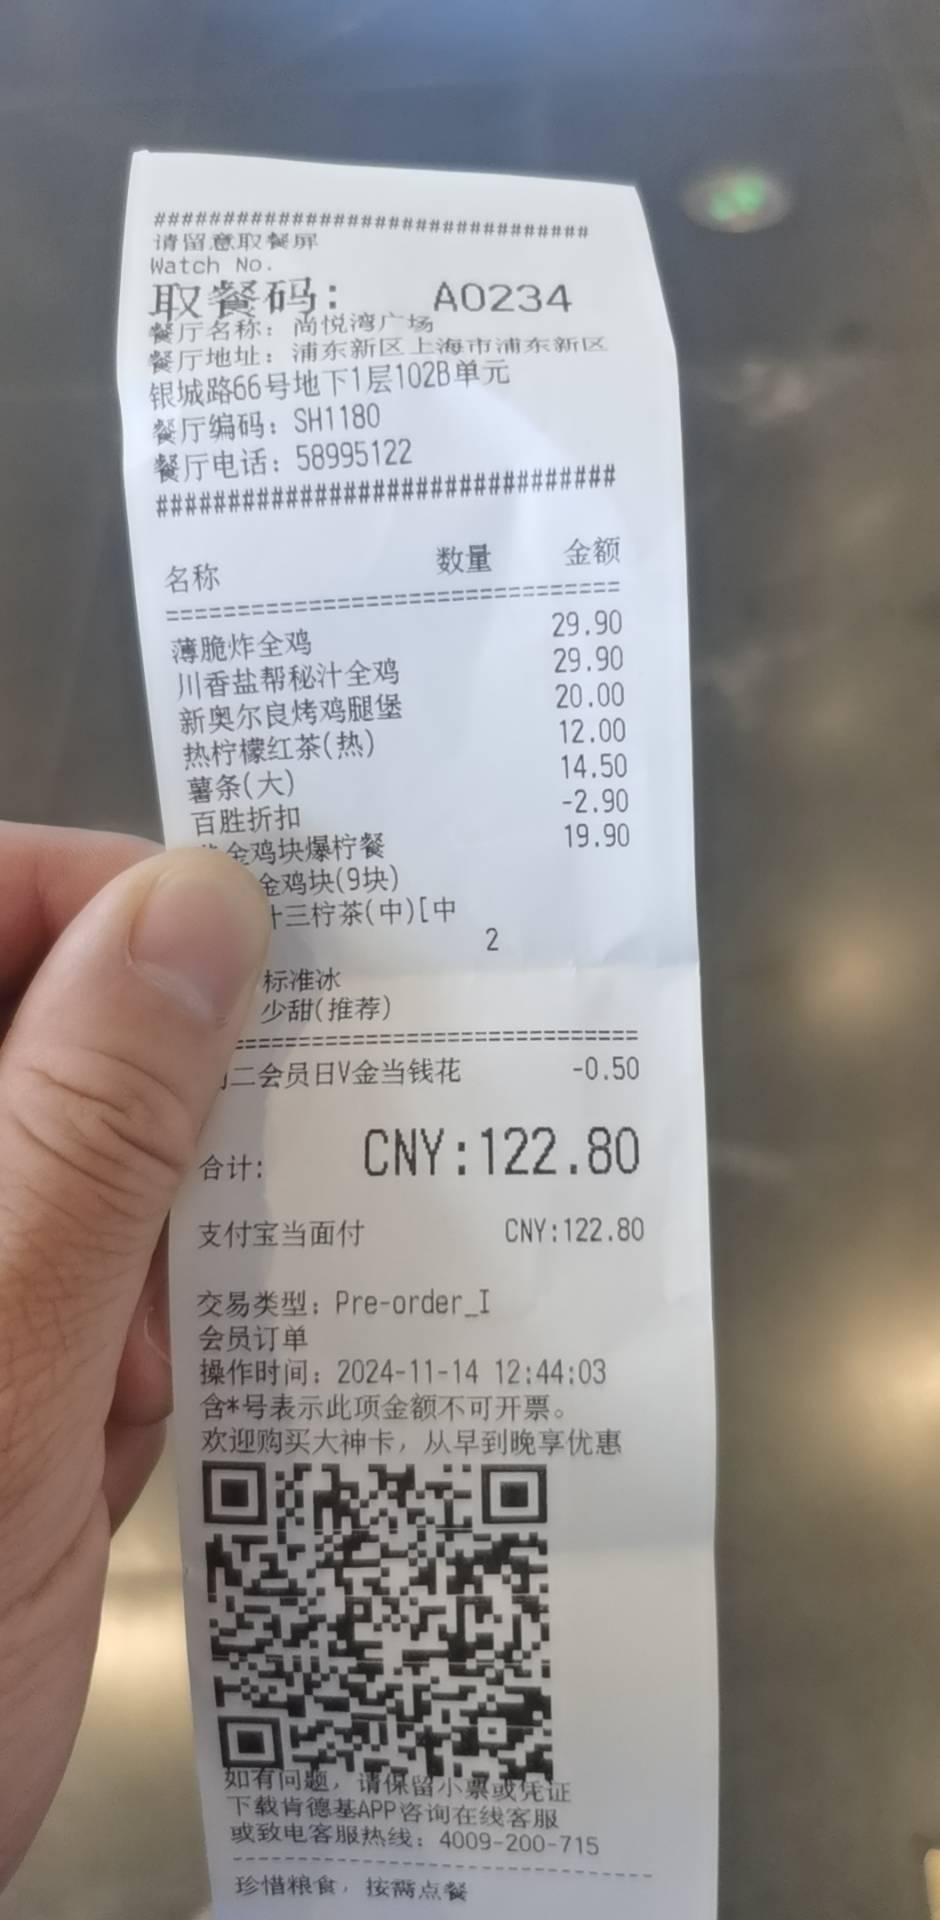 ###############################
请留意取餐屏
Watch No.
取餐码: A0234
餐厅名称: 尚悦湾广场
餐厅地址: 浦东新区上海市浦东新区
银城路66号地下1层102B单元
餐厅编码: SH1180
餐厅电话: 58995122
###############################
名称 数量 金额
================================
薄脆炸全鸡 29.90
川香盐帮秘汁全鸡 29.90
新奥尔良烤鸡腿堡 20.00
热柠檬红茶(热) 12.00
薯条(大) 14.50
百胜折扣 -2.90
金鸡块爆柠餐 19.90
金鸡块(9块)
十三柠茶(中)[中
2
标准冰
少甜(推荐)
================================
二会员日V金当钱花 -0.50
合计: CNY:122.80
支付宝当面付 CNY:122.80
交易类型: Pre-order_I
会员订单
操作时间: 2024-11-14 12:44:03
含*号表示此项金额不可开票。
欢迎购买大神卡, 从早到晚享优惠
如有问题, 请保留小票或凭证
下载肯德基APP咨询在线客服
或致电客服热线: 4009-200-715
--------------------------------
珍惜粮食, 按需点餐